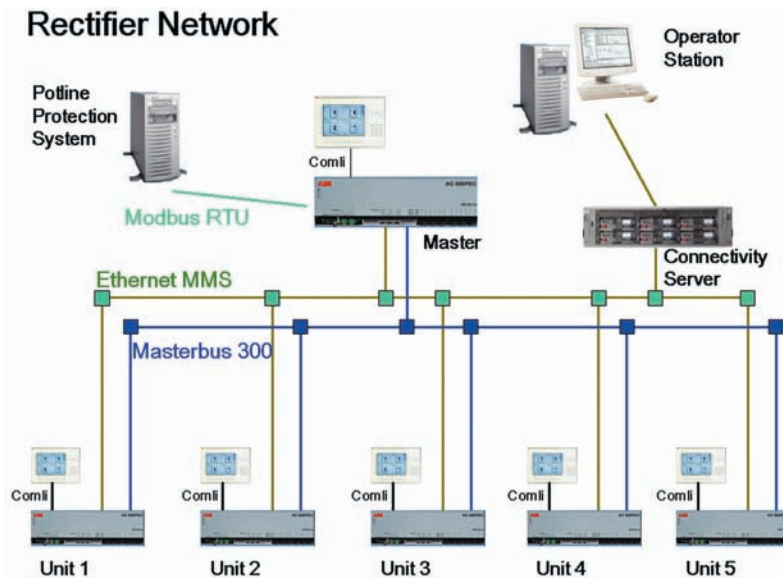 Rectifier Network
Operator
Station
Potline
Protection
System
Comli
ABB
Modbus RTU
Master
Connectivity
Server
Ethernet MMS
Masterbus 300
Comli
Comli
Comli
Comli
Comli
Unit 1
Unit 2
Unit 3
Unit 4
Unit 5